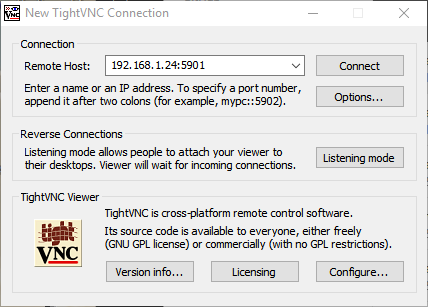 New TightVNC Connection
Connection
Remote Host:
192.168.1.24:5901
Connect
Enter a name or an IP address. To specify a port number,
append it after two colons (for example, mypc::5902).
Options...
Reverse Connections
Listening mode allows people to attach your viewer to
their desktops. Viewer will wait for incoming connections.
Listening mode
TightVNC Viewer
tight
VNC
TightVNC is cross-platform remote control software.
Its source code is available to everyone, either freely
(GNU GPL license) or commercially (with no GPL restrictions).
Version info...
Licensing
Configure...